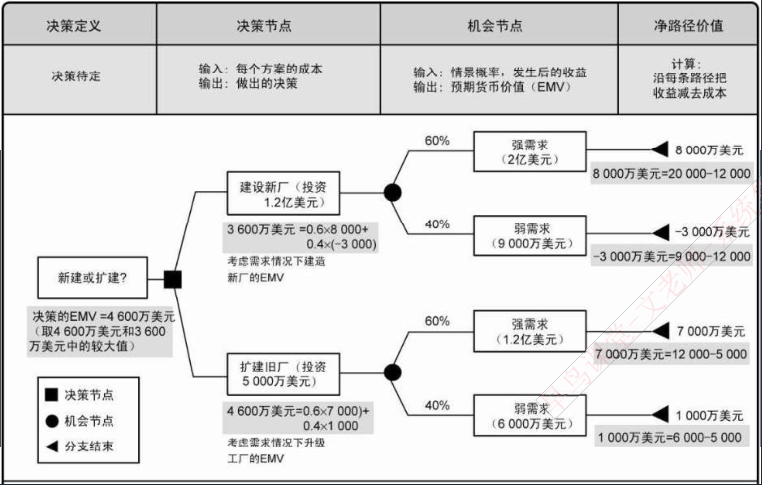 决策定义
决策节点
机会节点
净路径价值
决策待定
输入：每个方案的成本
输出：做出的决策
输入：情景概率，发生后的收益
输出：预期货币价值（EMV）
计算：
沿每条路径把
收益减去成本
新建或扩建?
决策的EMV =4 600万美元
（取4 600万美元和3 600
万美元中的较大值）
建设新厂（投资
1.2亿美元）
3 600万美元 =0.6×8 000+
0.4×(-3 000)
考虑需求情况下建造
新厂的EMV
60%
强需求
（2亿美元）
8 000万美元
8 000万美元=20 000-12 000
40%
弱需求
（9 000万美元）
-3 000万美元
-3 000万美元=9 000-12 000
扩建旧厂（投资
5 000万美元）
4 600万美元=0.6×7 000)+
0.4×1 000
考虑需求情况下升级
工厂的EMV
60%
强需求
（1.2亿美元）
7 000万美元
7 000万美元=12 000-5 000
40%
弱需求
（6 000万美元）
1 000万美元
1 000万美元=6 000-5 000
决策节点
机会节点
分支结束